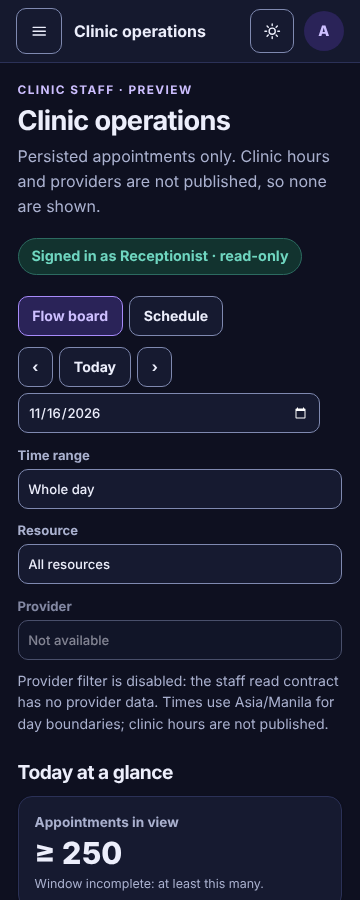 Clinic operations
A
CLINIC STAFF · PREVIEW
Clinic operations
Persisted appointments only. Clinic hours
and providers are not published, so none
are shown.
Signed in as Receptionist · read-only
Flow board
Schedule
‹
Today
›
11/16/2026
Time range
Whole day
Resource
All resources
Provider
Not available
Provider filter is disabled: the staff read contract
has no provider data. Times use Asia/Manila for
day boundaries; clinic hours are not published.
Today at a glance
Appointments in view
≥ 250
Window incomplete: at least this many.